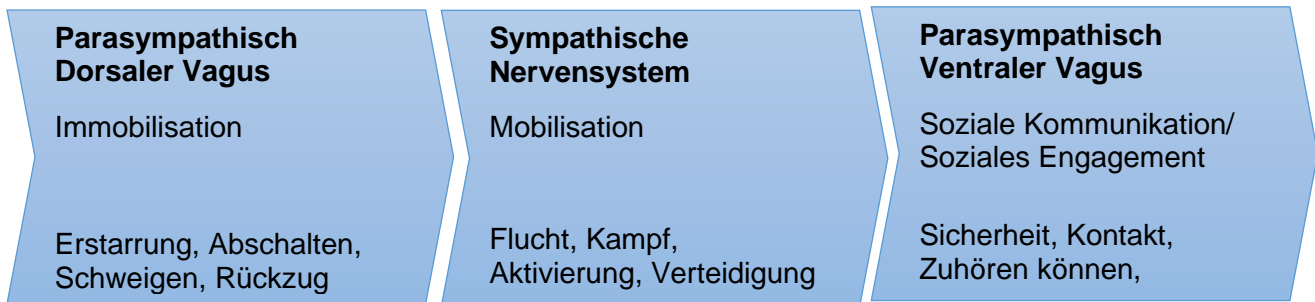 Parasympathisch
Dorsaler Vagus
Immobilisation
Erstarrung, Abschalten,
Schweigen, Rückzug
Sympathische
Nervensystem
Mobilisation
Flucht, Kampf,
Aktivierung, Verteidigung
Parasympathisch
Ventraler Vagus
Soziale Kommunikation/
Soziales Engagement
Sicherheit, Kontakt,
Zuhören können,